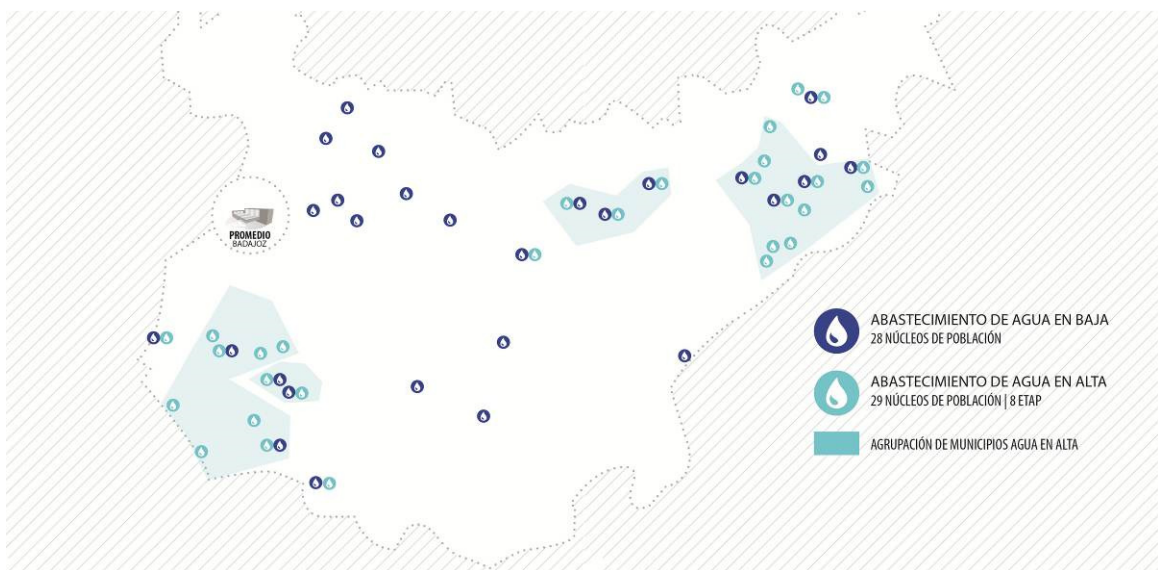 PROMEDIO
BADAJOZ
ABASTECIMIENTO DE AGUA EN BAJA
28 NÚCLEOS DE POBLACIÓN
ABASTECIMIENTO DE AGUA EN ALTA
29 NÚCLEOS DE POBLACIÓN | 8 ETAP
AGRUPACIÓN DE MUNICIPIOS AGUA EN ALTA